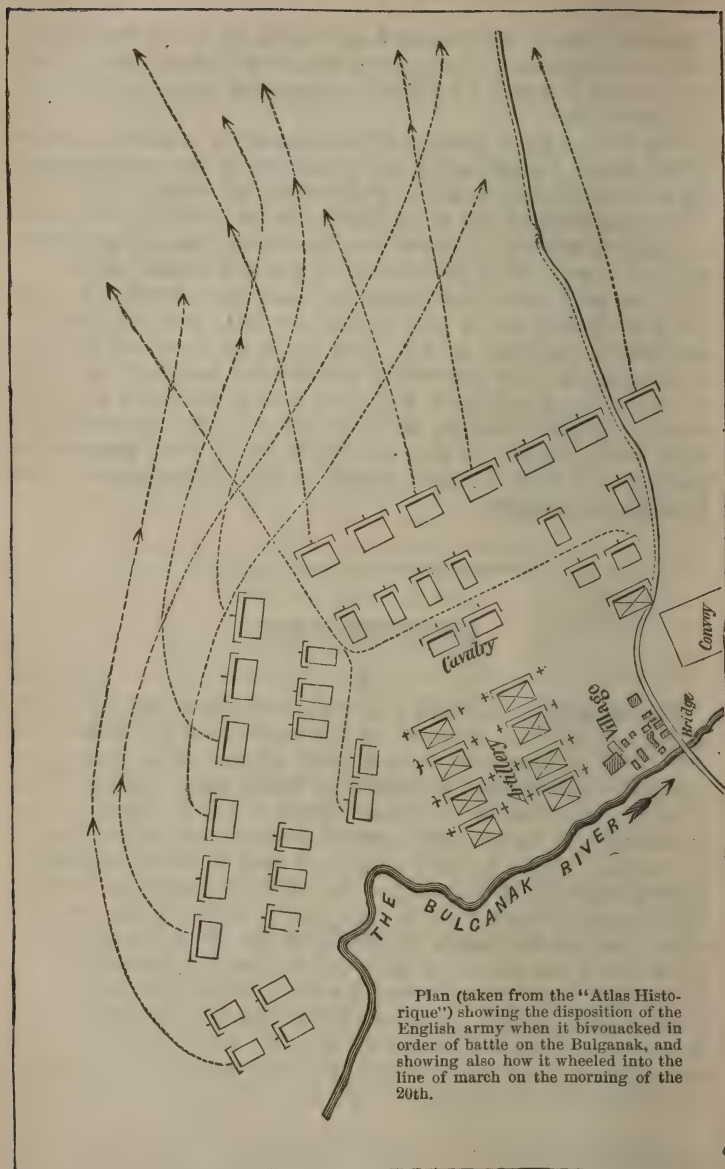 Convoy
Cavalry
Village
Bridge
Artillery
THE BULGANAK RIVER
Plan (taken from the "Atlas Histo-
rique") showing the disposition of the
English army when it bivouacked in
order of battle on the Bulganak, and
showing also how it wheeled into the
line of march on the morning of the
20th.